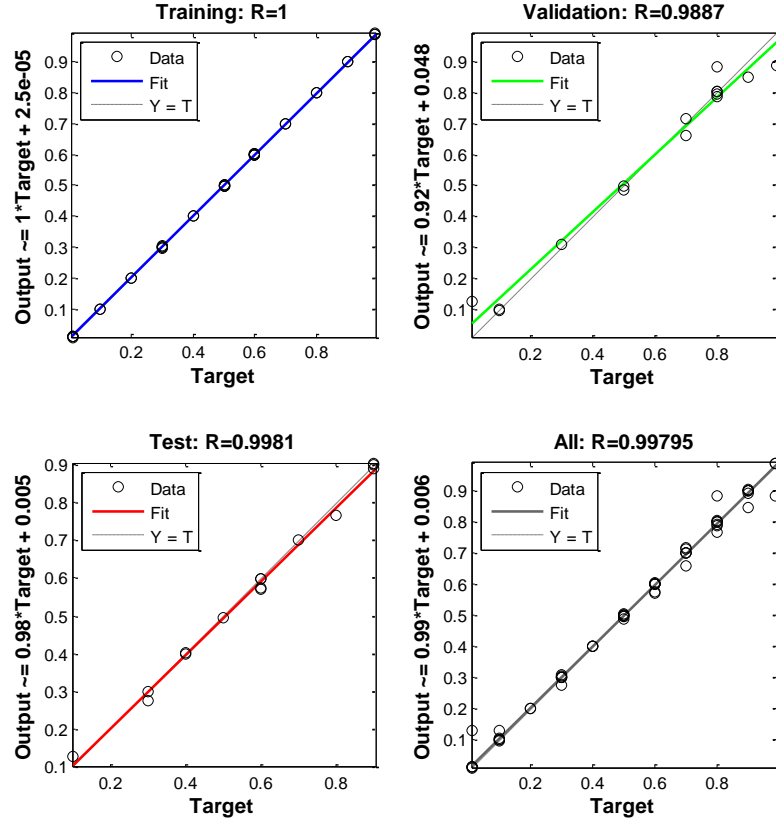 Training: R=1
Output ~= 1*Target + 2.5e-05
Data
Fit
Y = T
0.9
0.8
0.7
0.6
0.5
0.4
0.3
0.2
0.1
0.2 0.4 0.6 0.8
Target
Validation: R=0.9887
Output ~= 0.92*Target + 0.048
Data
Fit
Y = T
0.9
0.8
0.7
0.6
0.5
0.4
0.3
0.2
0.1
0.2 0.4 0.6 0.8
Target
Test: R=0.9981
Output ~= 0.98*Target + 0.005
Data
Fit
Y = T
0.9
0.8
0.7
0.6
0.5
0.4
0.3
0.2
0.2 0.4 0.6 0.8
Target
All: R=0.99795
Output ~= 0.99*Target + 0.006
Data
Fit
Y = T
0.9
0.8
0.7
0.6
0.5
0.4
0.3
0.2
0.1
0.2 0.4 0.6 0.8
Target